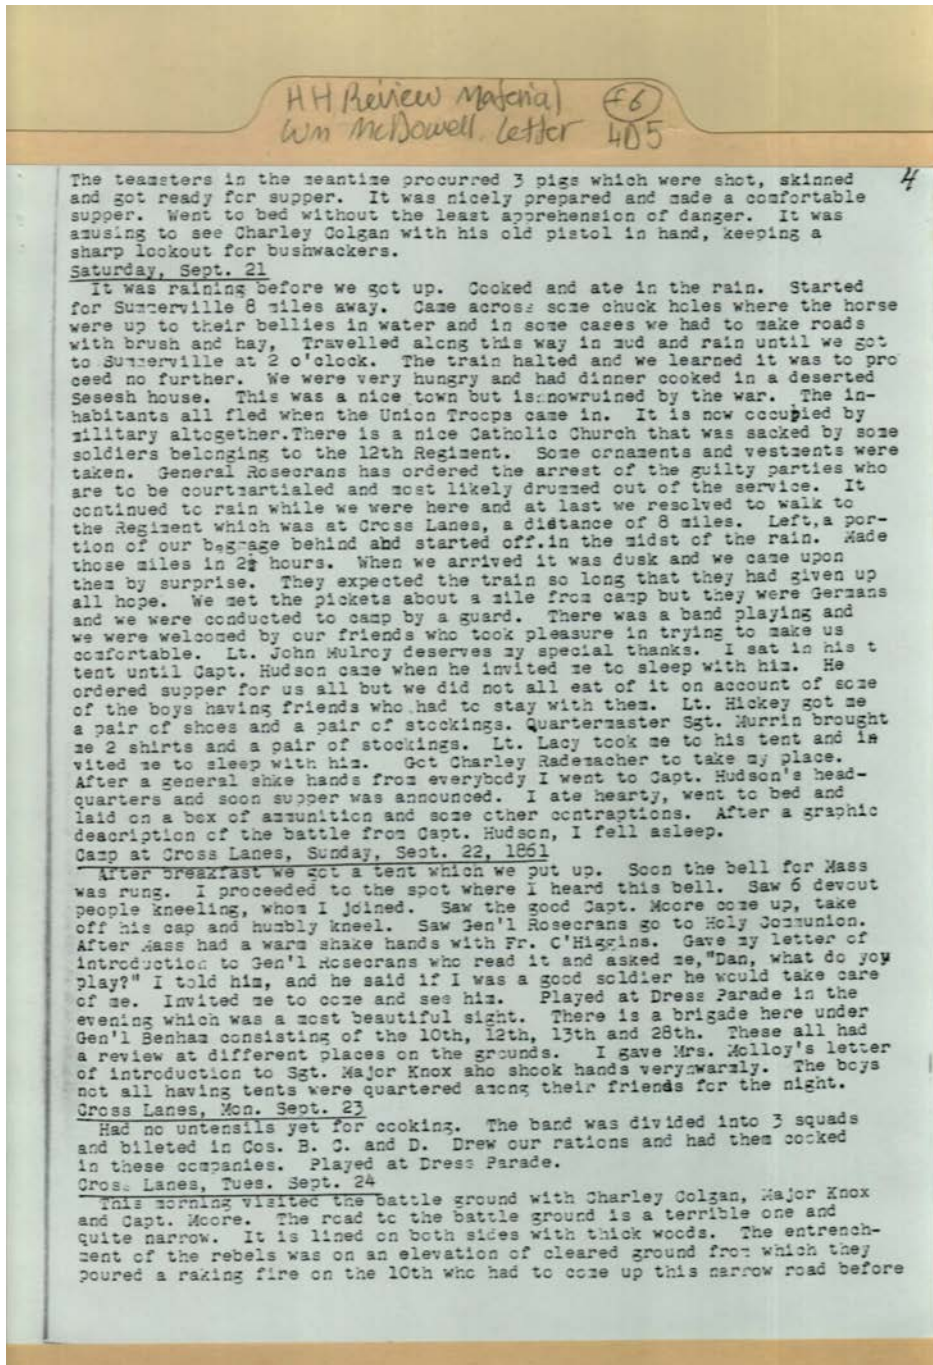 HH Review Material f6
Wm McDowell Letter 4D5
4
The teamsters in the meantime procurred 3 pigs which were shot, skinned
and got ready for supper. It was nicely prepared and made a comfortable
supper. Went to bed without the least apprehension of danger. It was
amusing to see Charley Colgan with his old pistol in hand, keeping a
sharp lookout for bushwackers.
Saturday, Sept. 21
It was raining before we got up. Cooked and ate in the rain. Started
for Summerville 8 miles away. Came across some chuck holes where the horse
were up to their bellies in water and in some cases we had to make roads
with brush and hay, Travelled along this way in mud and rain until we got
to Summerville at 2 o'clock. The train halted and we learned it was to pro
ceed no further. We were very hungry and had dinner cooked in a deserted
Sesesh house. This was a nice town but is nowruined by the war. The in-
habitants all fled when the Union Troops came in. It is now occupied by
military altogether.There is a nice Catholic Church that was sacked by some
soldiers belonging to the 12th Regiment. Some ornaments and vestments were
taken. General Rosecrans has ordered the arrest of the guilty parties who
are to be courtmartialed and most likely drummed out of the service. It
continued to rain while we were here and at last we resolved to walk to
the Regiment which was at Cross Lanes, a distance of 8 miles. Left,a por-
tion of our baggage behind abd started off.in the midst of the rain. Made
those miles in 2½ hours. When we arrived it was dusk and we came upon
them by surprise. They expected the train so long that they had given up
all hope. We met the pickets about a mile from camp but they were Germans
and we were conducted to camp by a guard. There was a band playing and
we were welcomed by our friends who took pleasure in trying to make us
comfortable. Lt. John Mulroy deserves my special thanks. I sat in his t
tent until Capt. Hudson came when he invited me to sleep with him. He
ordered supper for us all but we did not all eat of it on account of some
of the boys having friends who had to stay with them. Lt. Hickey got me
a pair of shoes and a pair of stockings. Quartermaster Sgt. Murrin brought
me 2 shirts and a pair of stockings. Lt. Lacy took me to his tent and in
vited me to sleep with him. Got Charley Rademacher to take my place.
After a general shke hands from everybody I went to Capt. Hudson's head-
quarters and soon supper was announced. I ate hearty, went to bed and
laid on a box of ammunition and some other contraptions. After a graphic
deacription of the battle from Capt. Hudson, I fell asleep.
Camp at Cross Lanes, Sunday, Sept. 22, 1861
After breakfast we got a tent which we put up. Soon the bell for Mass
was rung. I proceeded to the spot where I heard this bell. Saw 6 devout
people kneeling, whom I joined. Saw the good Capt. Moore come up, take
off his cap and humbly kneel. Saw Gen'l Rosecrans go to Holy Communion.
After Mass had a warm shake hands with Fr. O'Higgins. Gave my letter of
introduction to Gen'l Rosecrans who read it and asked me,"Dan, what do you
play?" I told him, and he said if I was a good soldier he would take care
of me. Invited me to come and see him. Played at Dress Parade in the
evening which was a most beautiful sight. There is a brigade here under
Gen'l Benham consisting of the 10th, 12th, 13th and 28th. These all had
a review at different places on the grounds. I gave Mrs. Molloy's letter
of introduction to Sgt. Major Knox aho shook hands very warmly. The boys
not all having tents were quartered among their friends for the night.
Cross Lanes, Mon. Sept. 23
Had no untensils yet for cooking. The band was divided into 3 squads
and bileted in Cos. B. C. and D. Drew our rations and had them cooked
in these companies. Played at Dress Parade.
Cross Lanes, Tues. Sept. 24
This morning visited the battle ground with Charley Colgan, Major Knox
and Capt. Moore. The road to the battle ground is a terrible one and
quite narrow. It is lined on both sides with thick woods. The entrench-
ment of the rebels was on an elevation of cleared ground from which they
poured a raking fire on the 10th who had to come up this narrow road before